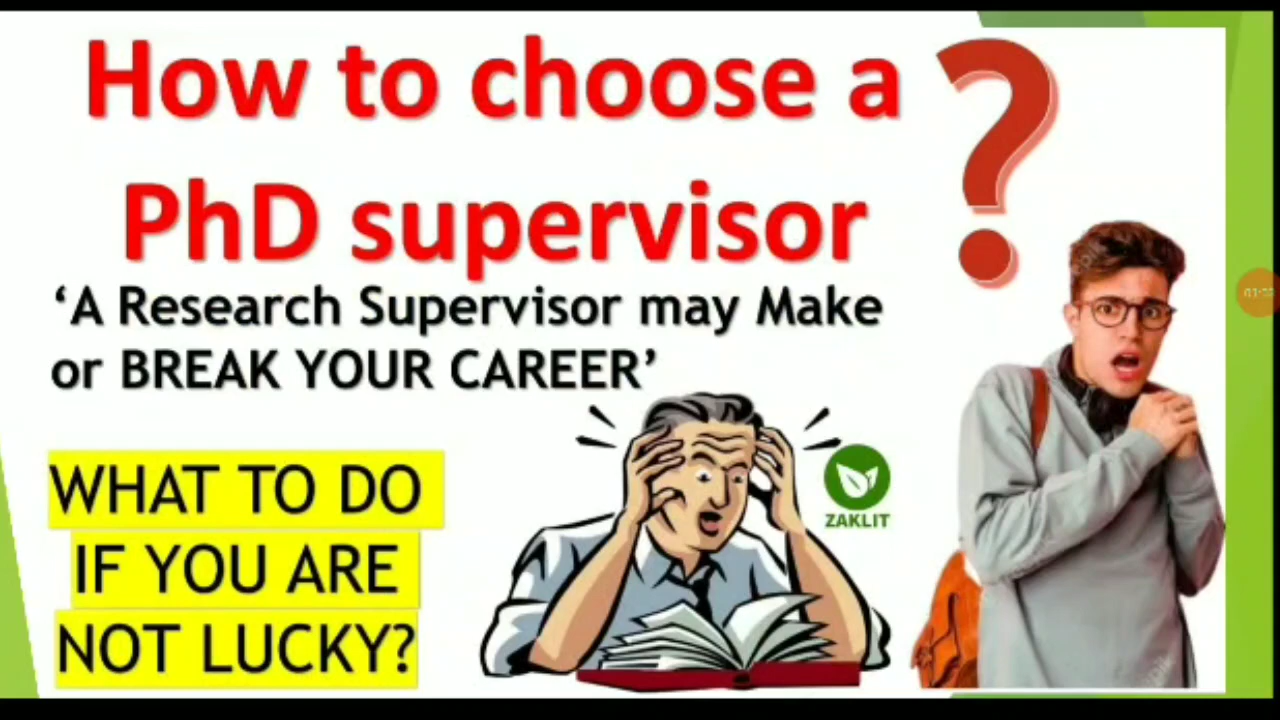 How to choose a
PhD supervisor
?
‘A Research Supervisor may Make
or BREAK YOUR CAREER’
WHAT TO DO
IF YOU ARE
NOT LUCKY?
ZAKLIT